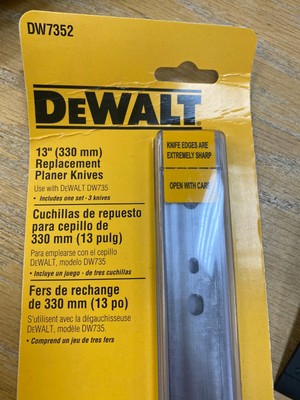 DW7352
DEWALT
13" (330 mm)
Replacement
Planer Knives
Use with DEWALT DW735
• Includes one set - 3 knives
Cuchillas de repuesto
para cepillo de
330 mm (13 pulg)
Para emplearse con el cepillo
DEWALT, modelo DW735
• Incluye un juego - de tres cuchillas
Fers de rechange
de 330 mm (13 po)
S'utilisent avec la dégauchisseuse
DEWALT, modèle DW735.
• Comprend un jeu de tres fers
KNIFE EDGES ARE
EXTREMELY SHARP
OPEN WITH CARE